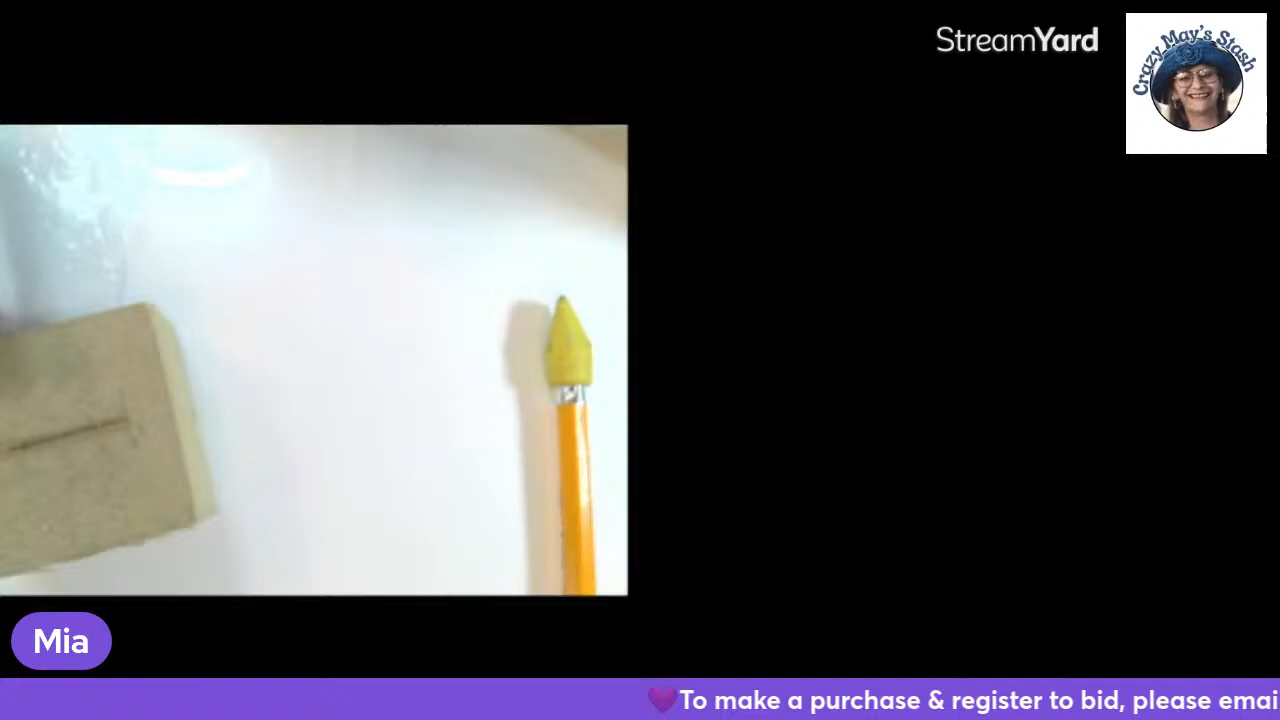 StreamYard
Crazy May's Stash
Mia
💜To make a purchase & register to bid, please emai